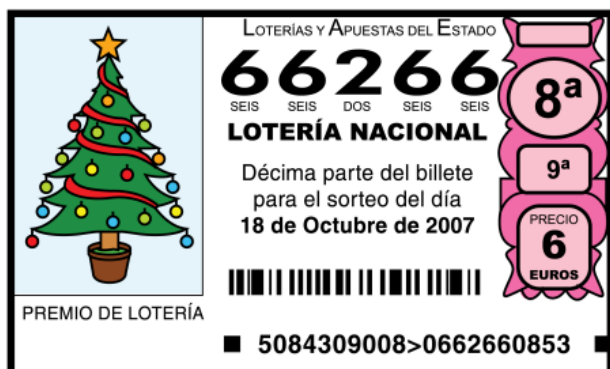 LOTERÍAS Y APUESTAS DEL ESTADO
66266
SEIS SEIS DOS SEIS SEIS
LOTERÍA NACIONAL
Décima parte del billete
para el sorteo del día
18 de Octubre de 2007
8ª
9ª
PRECIO
6
EUROS
PREMIO DE LOTERÍA
5084309008>0662660853